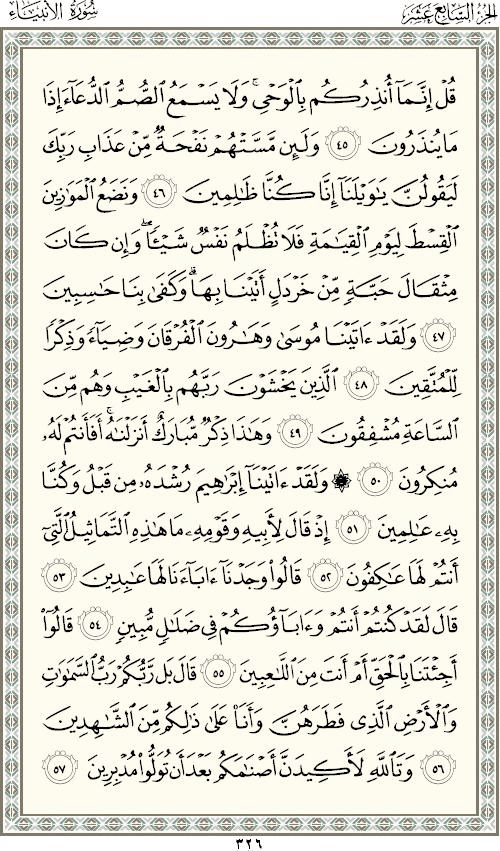 الجزء السابع عشر
سورة الأنبياء
قُلْ إِنَّمَآ أُنذِرُكُم بِٱلْوَحْىِ ۚ وَلَا يَسْمَعُ ٱلصُّمُّ ٱلدُّعَآءَ إِذَا
مَا يُنذَرُونَ ٤٥ وَلَئِن مَّسَّتْهُمْ نَفْحَةٌ مِّنْ عَذَابِ رَبِّكَ
لَيَقُولُنَّ يَٰوَيْلَنَآ إِنَّا كُنَّا ظَٰلِمِينَ ٤٦ وَنَضَعُ ٱلْمَوَٰزِينَ
ٱلْقِسْطَ لِيَوْمِ ٱلْقِيَٰمَةِ فَلَا تُظْلَمُ نَفْسٌ شَيْـًٔا ۖ وَإِن كَانَ
مِثْقَالَ حَبَّةٍ مِّنْ خَرْدَلٍ أَتَيْنَا بِهَا ۗ وَكَفَىٰ بِنَا حَٰسِبِينَ
٤٧ وَلَقَدْ ءَاتَيْنَا مُوسَىٰ وَهَٰرُونَ ٱلْفُرْقَانَ وَضِيَآءً وَذِكْرًا
لِّلْمُتَّقِينَ ٤٨ ٱلَّذِينَ يَخْشَوْنَ رَبَّهُم بِٱلْغَيْبِ وَهُم مِّنَ
ٱلسَّاعَةِ مُشْفِقُونَ ٤٩ وَهَٰذَا ذِكْرٌ مُّبَارَكٌ أَنزَلْنَٰهُ ۚ أَفَأَنتُمْ لَهُۥ
مُنكِرُونَ ٥٠ ۞ وَلَقَدْ ءَاتَيْنَآ إِبْرَٰهِيمَ رُشْدَهُۥ مِن قَبْلُ وَكُنَّا
بِهِۦ عَٰلِمِينَ ٥١ إِذْ قَالَ لِأَبِيهِ وَقَوْمِهِۦ مَا هَٰذِهِ ٱلتَّمَاثِيلُ ٱلَّتِىٓ
أَنتُمْ لَهَا عَٰكِفُونَ ٥٢ قَالُوا۟ وَجَدْنَآ ءَابَآءَنَا لَهَا عَٰبِدِينَ ٥٣
قَالَ لَقَدْ كُنتُمْ أَنتُمْ وَءَابَآؤُكُمْ فِى ضَلَٰلٍ مُّبِينٍ ٥٤ قَالُوٓا۟
أَجِئْتَنَا بِٱلْحَقِّ أَمْ أَنتَ مِنَ ٱللَّٰعِبِينَ ٥٥ قَالَ بَل رَّبُّكُمْ رَبُّ ٱلسَّمَٰوَٰتِ
وَٱلْأَرْضِ ٱلَّذِى فَطَرَهُنَّ وَأَنَا۠ عَلَىٰ ذَٰلِكُم مِّنَ ٱلشَّٰهِدِينَ
٥٦ وَتَٱللَّهِ لَأَكِيدَنَّ أَصْنَٰمَكُم بَعْدَ أَن تُوَلُّوا۟ مُدْبِرِينَ ٥٧
٣٢٦